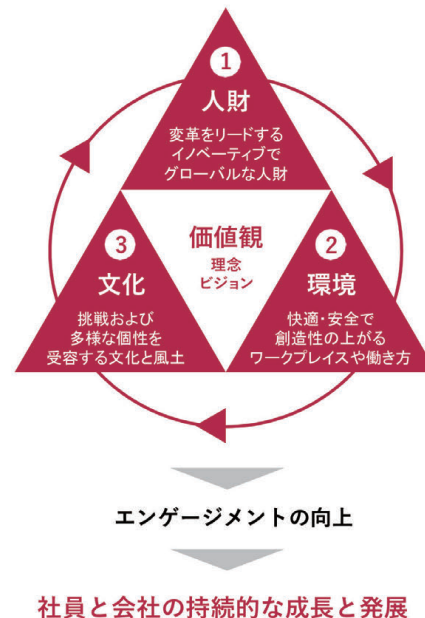 1
人財
変革をリードする
イノベーティブで
グローバルな人財
価値観
理念
ビジョン
3
文化
挑戦および
多様な個性を
受容する文化と風土
2
環境
快適・安全で
創造性の上がる
ワークプレイスや働き方
エンゲージメントの向上
社員と会社の持続的な成長と発展